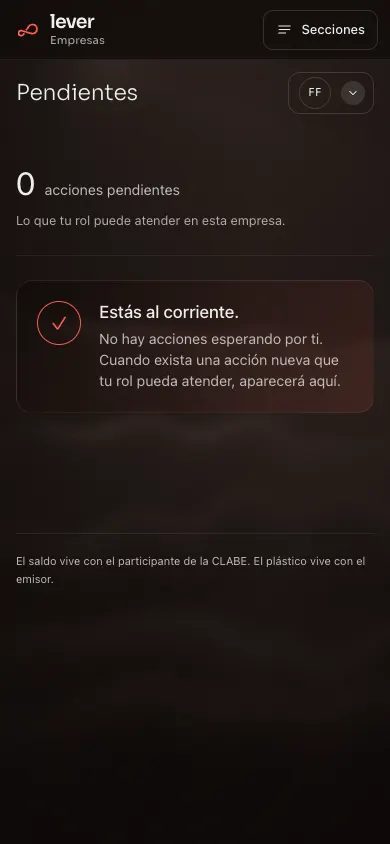 lever
Empresas
Secciones
Pendientes
FF
0 acciones pendientes
Lo que tu rol puede atender en esta empresa.
Estás al corriente.
No hay acciones esperando por ti.
Cuando exista una acción nueva que
tu rol pueda atender, aparecerá aquí.
El saldo vive con el participante de la CLABE. El plástico vive con el
emisor.